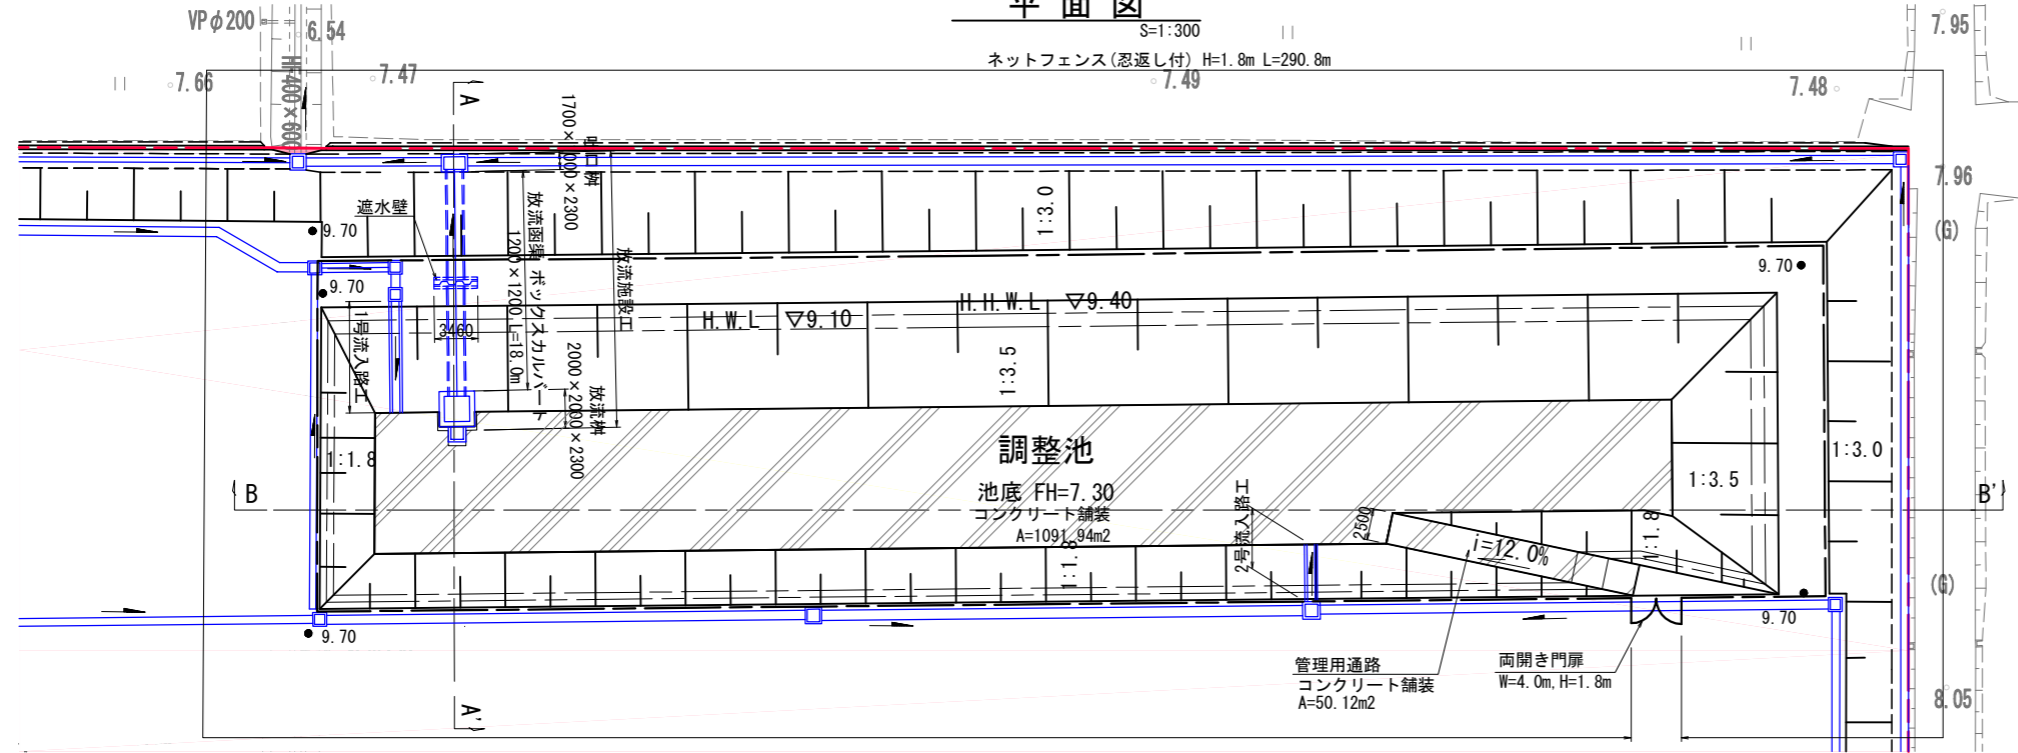 平 面 図
S=1:300
ネットフェンス(忍返し付) H=1.8m L=290.8m
VPφ200
6.54
7.66
HF400×600
7.47
7.49
7.48
7.95
7.96
(G)
(G)
8.05
A
1700×1000×2300
吐口桝
遮水壁
9.70
9.70
放流函渠 ボックスカルバート
1200×1200 L=18.0m
放流施設工
3460
1号流入路工
放流桝
2000×2000×2300
1:3.0
9.70
H.W.L ▽9.10
H.H.W.L ▽9.40
1:3.5
1:1.8
調整池
池底 FH=7.30
コンクリート舗装
A=1091.94m2
1:3.5
1:3.0
B
B'
2号流入路工
2500
i=12.0%
1:1.8
1:1.8
9.70
9.70
管理用通路
コンクリート舗装
A=50.12m2
両開き門扉
W=4.0m,H=1.8m
A'